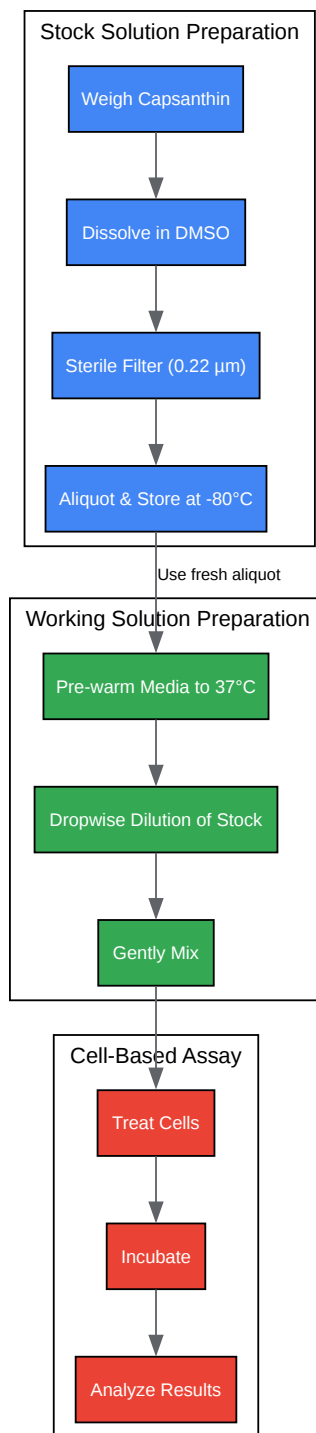 Stock Solution Preparation
Weigh Capsanthin
Dissolve in DMSO
Sterile Filter (0.22 µm)
Aliquot & Store at -80°C
Use fresh aliquot
Working Solution Preparation
Pre-warm Media to 37°C
Dropwise Dilution of Stock
Gently Mix
Cell-Based Assay
Treat Cells
Incubate
Analyze Results